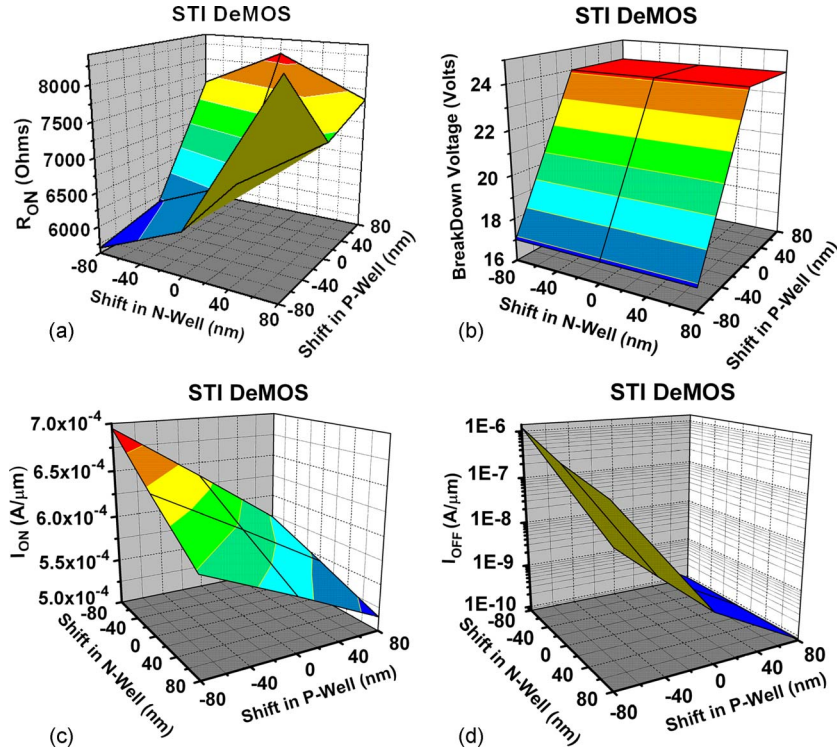 STI DeMOS
R_ON (Ohms)
8000
7500
7000
6500
6000
-80
-40
0
40
80
Shift in N-Well (nm)
-80
-40
0
40
80
Shift in P-Well (nm)
(a)
STI DeMOS
BreakDown Voltage (Volts)
24
22
20
18
16
-80
-40
0
40
80
Shift in N-Well (nm)
-80
-40
0
40
80
Shift in P-Well (nm)
(b)
STI DeMOS
I_ON (A/μm)
7.0x10⁻⁴
6.5x10⁻⁴
6.0x10⁻⁴
5.5x10⁻⁴
5.0x10⁻⁴
-80
-40
0
40
80
Shift in N-Well (nm)
-80
-40
0
40
80
Shift in P-Well (nm)
(c)
STI DeMOS
I_OFF (A/μm)
1E-6
1E-7
1E-8
1E-9
1E-10
-80
-40
0
40
80
Shift in N-Well (nm)
-80
-40
0
40
80
Shift in P-Well (nm)
(d)